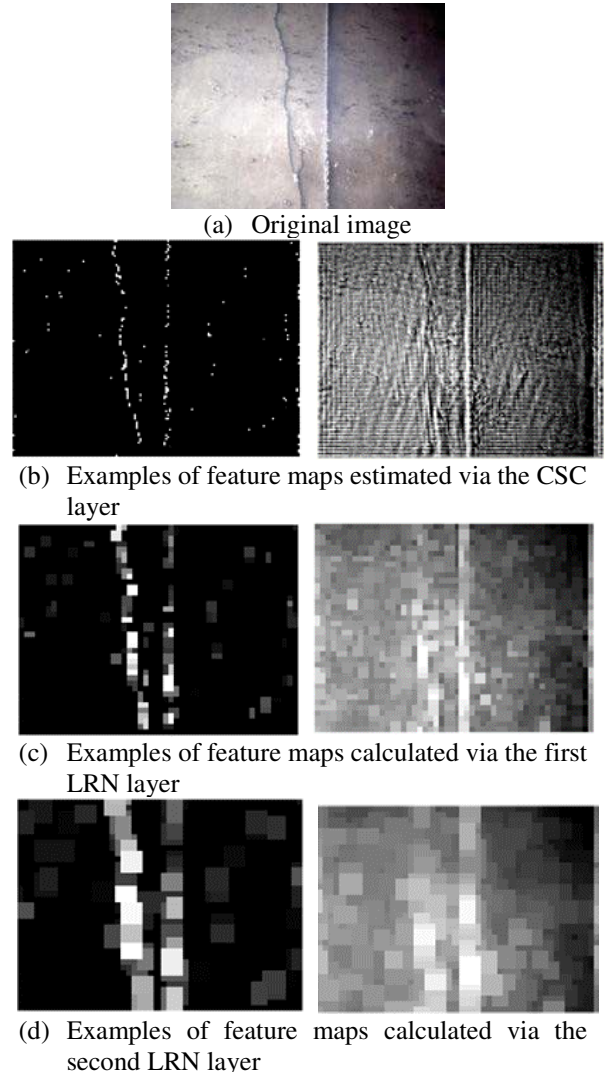 (a) Original image
(b) Examples of feature maps estimated via the CSC
layer
(c) Examples of feature maps calculated via the first
LRN layer
(d) Examples of feature maps calculated via the
second LRN layer